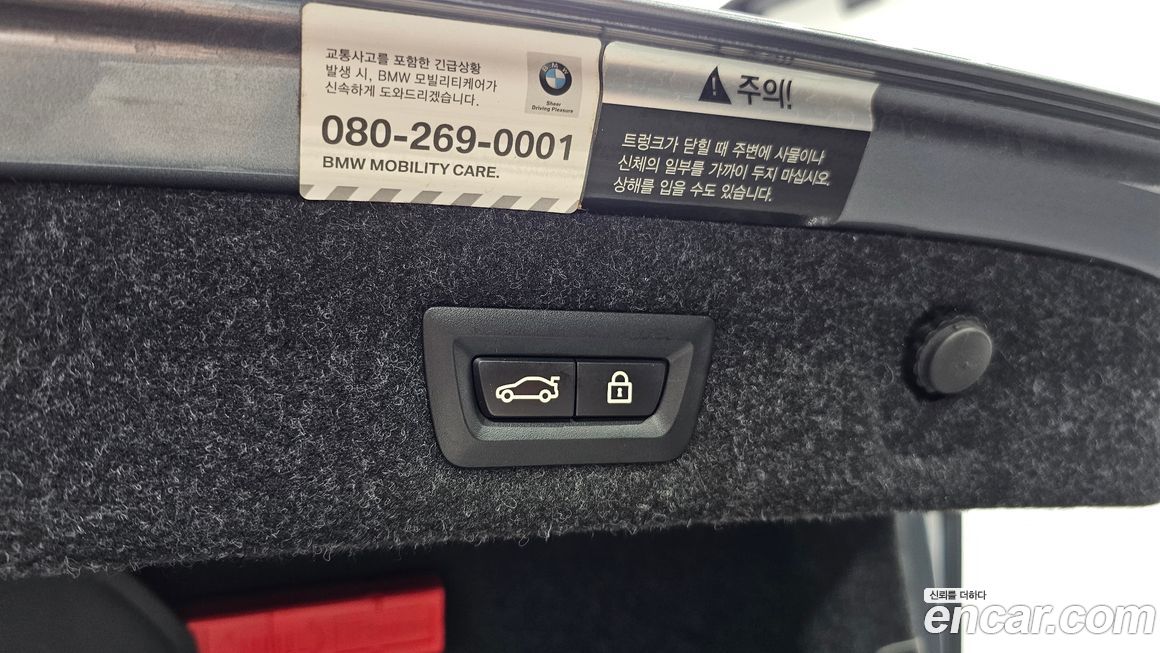 교통사고를 포함한 긴급상황
발생 시, BMW 모빌리티케어가
신속하게 도와드리겠습니다.
BMW
Sheer
Driving Pleasure
080-269-0001
BMW MOBILITY CARE.
주의!
트렁크가 닫힐 때 주변에 사물이나
신체의 일부를 가까이 두지 마십시오.
상해를 입을 수도 있습니다.
신뢰를 더하다
encar.com